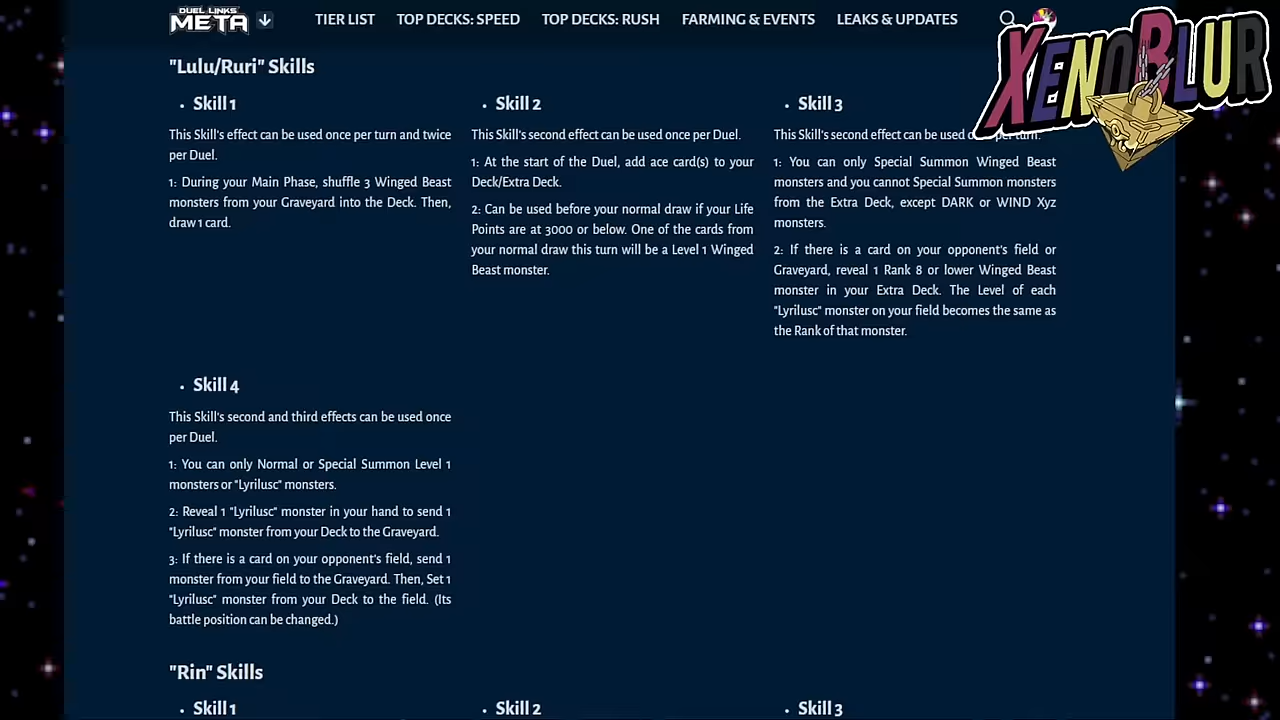 DUEL LINKS
META
TIER LIST
TOP DECKS: SPEED
TOP DECKS: RUSH
FARMING & EVENTS
LEAKS & UPDATES
XENOBLUR
"Lulu/Ruri" Skills
• Skill 1
This Skill's effect can be used once per turn and twice
per Duel.
1: During your Main Phase, shuffle 3 Winged Beast
monsters from your Graveyard into the Deck. Then,
draw 1 card.
• Skill 2
This Skill's second effect can be used once per Duel.
1: At the start of the Duel, add ace card(s) to your
Deck/Extra Deck.
2: Can be used before your normal draw if your Life
Points are at 3000 or below. One of the cards from
your normal draw this turn will be a Level 1 Winged
Beast monster.
• Skill 3
This Skill's second effect can be used once per turn.
1: You can only Special Summon Winged Beast
monsters and you cannot Special Summon monsters
from the Extra Deck, except DARK or WIND Xyz
monsters.
2: If there is a card on your opponent's field or
Graveyard, reveal 1 Rank 8 or lower Winged Beast
monster in your Extra Deck. The Level of each
"Lyrilusc" monster on your field becomes the same as
the Rank of that monster.
• Skill 4
This Skill's second and third effects can be used once
per Duel.
1: You can only Normal or Special Summon Level 1
monsters or "Lyrilusc" monsters.
2: Reveal 1 "Lyrilusc" monster in your hand to send 1
"Lyrilusc" monster from your Deck to the Graveyard.
3: If there is a card on your opponent's field, send 1
monster from your field to the Graveyard. Then, Set 1
"Lyrilusc" monster from your Deck to the field. (Its
battle position can be changed.)
"Rin" Skills
• Skill 1
• Skill 2
• Skill 3